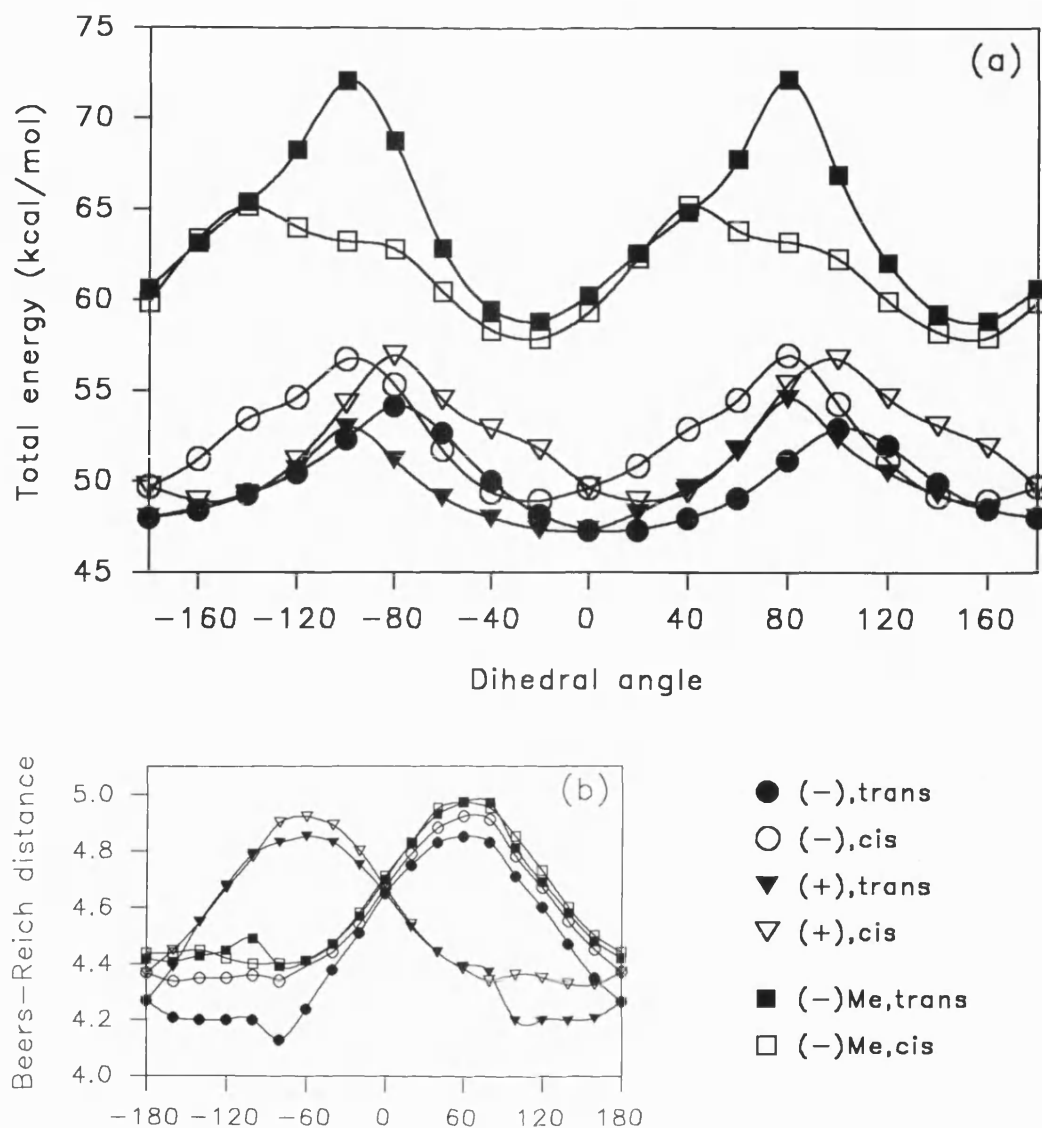 (a)
Total energy (kcal/mol)
75
70
65
60
55
50
45
−160 −120 −80 −40 0 40 80 120 160
Dihedral angle
(b)
Beers−Reich distance
5.0
4.8
4.6
4.4
4.2
4.0
−180 −120 −60 0 60 120 180
(−),trans
(−),cis
(+),trans
(+),cis
(−)Me,trans
(−)Me,cis